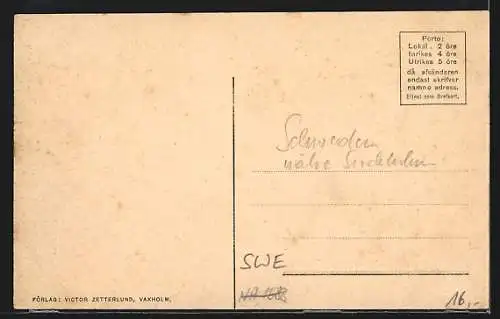 Porto:
Lokal . 2 öre
Inrikes 4 öre
Utrikes 5 öre
då afsändaren
endast skrifver
namn o adress.
Eljest som Brefkort.
Schweden
nähe Stockholm
SWE
FÖRLAG: VICTOR ZETTERLUND, VAXHOLM.
16,-